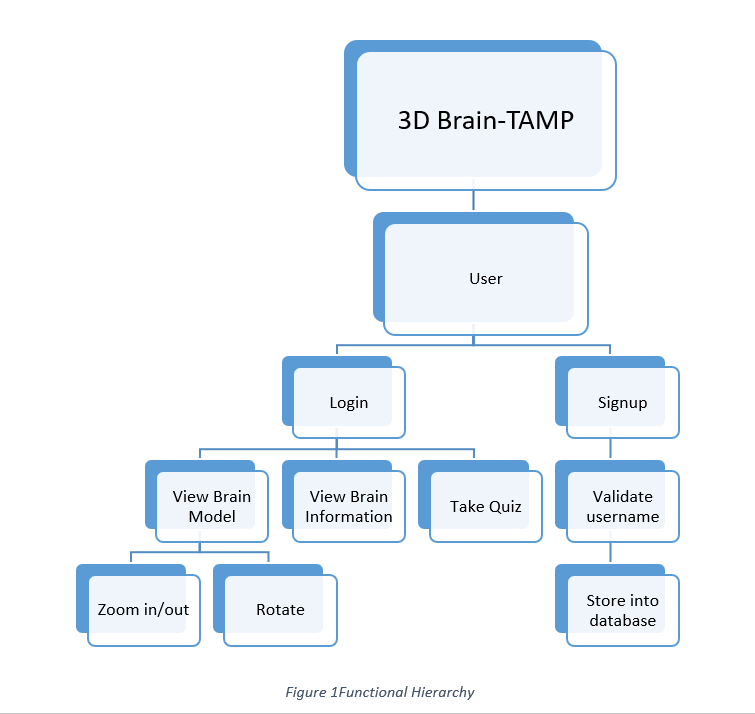 3D Brain-TAMP
User
Login
Signup
View Brain
Model
View Brain
Information
Take Quiz
Validate
username
Zoom in/out
Rotate
Store into
database
Figure 1Functional Hierarchy